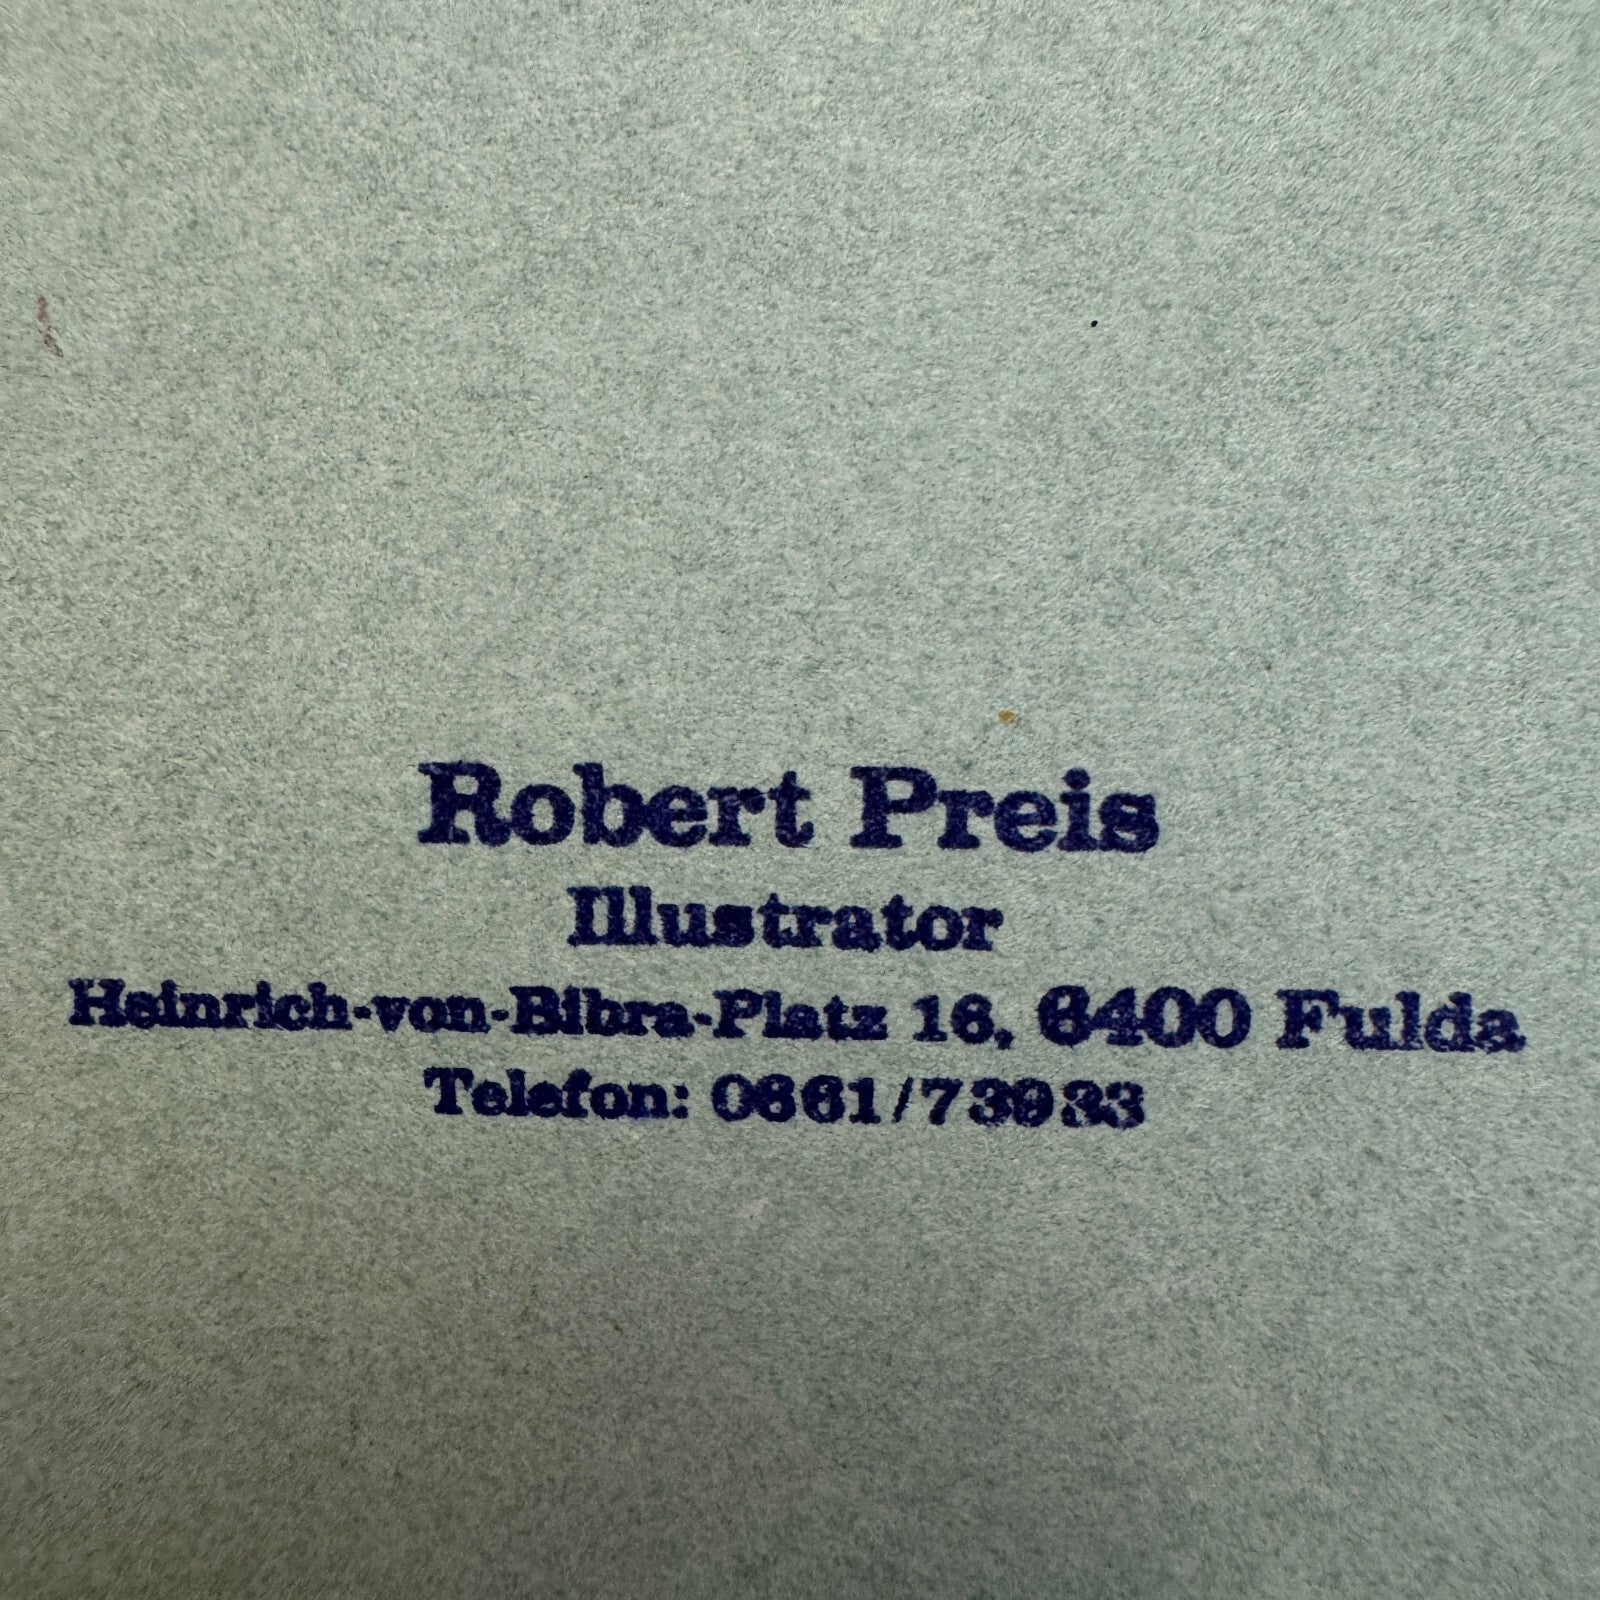 Robert Preis
Illustrator
Heinrich-von-Bibra-Platz 16, 6400 Fulda
Telefon: 0661/73933